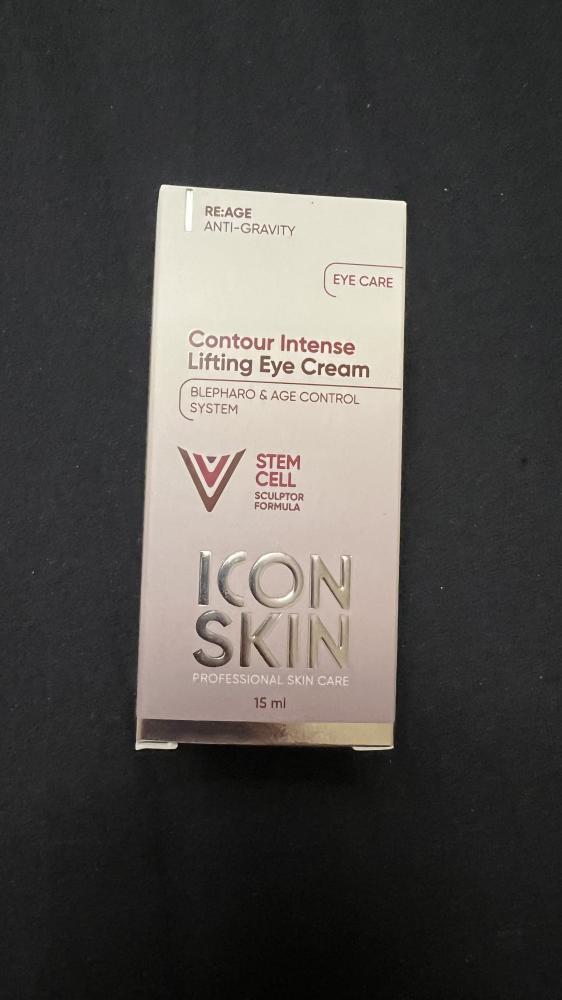 RE:AGE
ANTI-GRAVITY
EYE CARE
Contour Intense
Lifting Eye Cream
BLEPHARO & AGE CONTROL
SYSTEM
STEM
CELL
SCULPTOR
FORMULA
ICON
SKIN
PROFESSIONAL SKIN CARE
15 ml